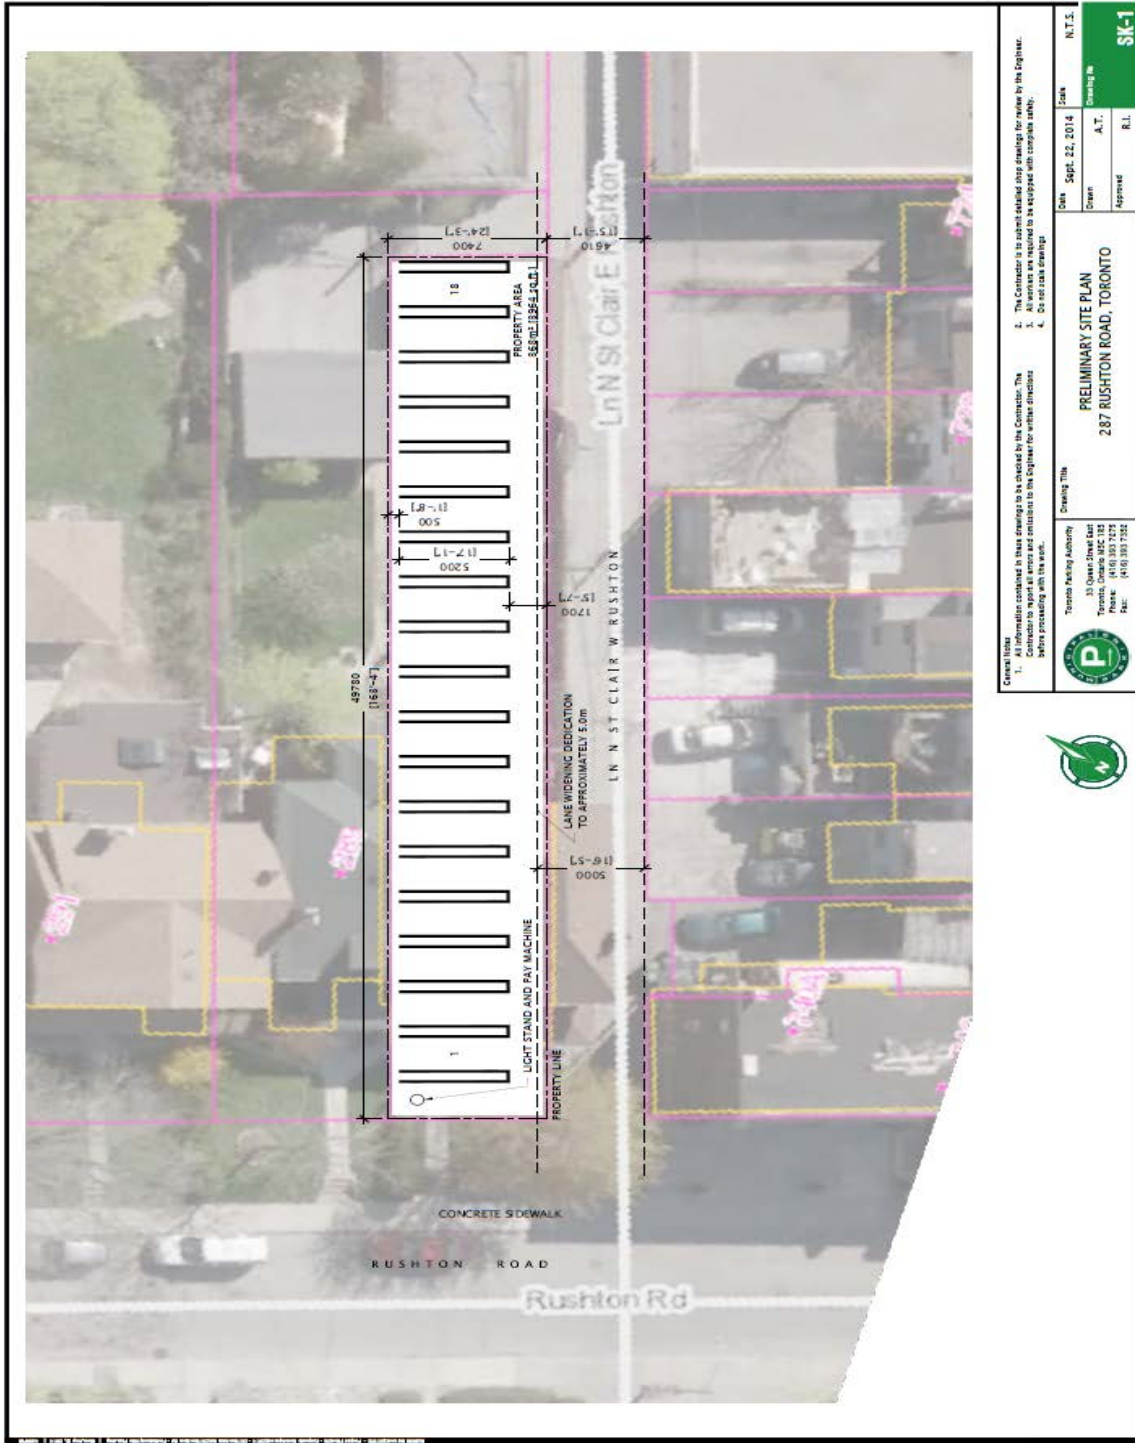 [24'-3"]
7400
[15'-1"]
4610
18
PROPERTY AREA
Ln N St Clair E Rushton
[1'-8"]
500
[17'-1"]
5200
[5'-7"]
1700
49780
[163'-4"]
LN N ST CLAIR W RUSHTON
LANE WIDENING DEDICATION
TO APPROXIMATELY 5.0m
[16'-5"]
5000
1
LIGHT STAND AND PAY MACHINE
PROPERTY LINE
CONCRETE SIDEWALK
RUSHTON ROAD
Rushton Rd
General Notes
1. All information contained in these drawings to be checked by the Contractor. The
Contractor to report all errors and omissions to the Engineer for written directions
before proceeding with the work.
2. The Contractor is to submit detailed shop drawings for review by the Engineer.
3. All workers are required to be equipped with complete safety.
4. Do not scale drawings
P
Toronto Parking Authority
33 Queen Street East
Toronto, Ontario M5C 1R5
Phone: (416) 393 7275
Fax:
Drawing Title
PRELIMINARY SITE PLAN
287 RUSHTON ROAD, TORONTO
Date
Sept. 22, 2014
Scale
N.T.S.
Drawn
A.T.
Drawing No
SK-1
Approved
R.I.
N